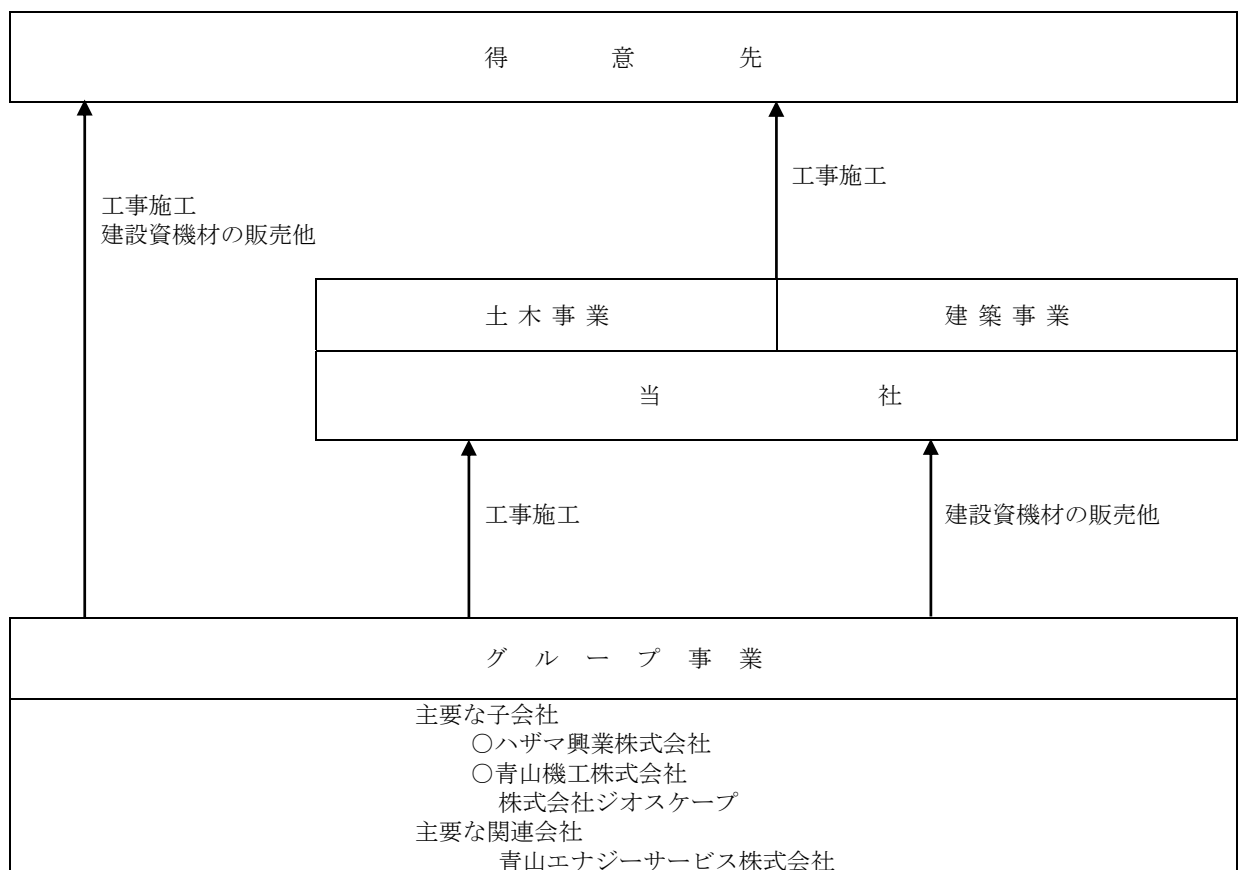 得意先
工事施工
工事施工
建設資機材の販売他
土木事業
建築事業
当社
工事施工
建設資機材の販売他
グループ事業
主要な子会社
○ハザマ興業株式会社
○青山機工株式会社
株式会社ジオスケープ
主要な関連会社
青山エナジーサービス株式会社